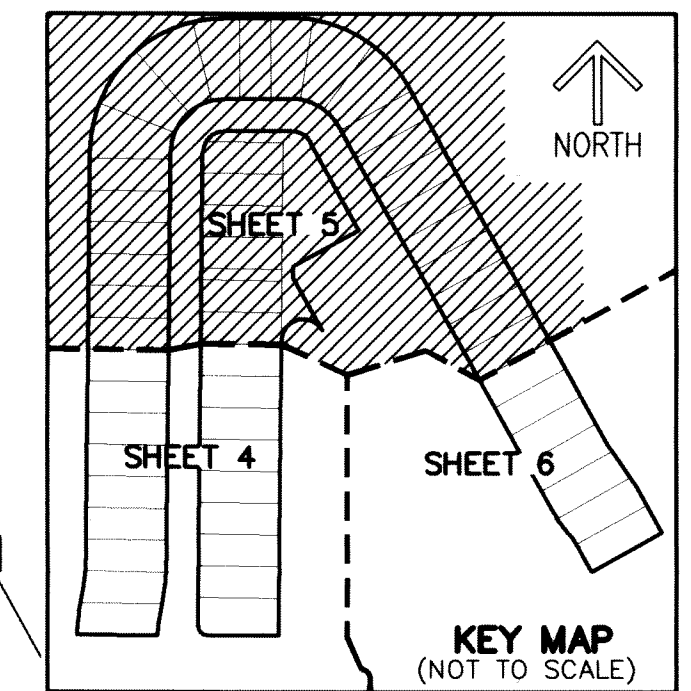 NORTH
SHEET 5
SHEET 4
SHEET 6
KEY MAP
(NOT TO SCALE)